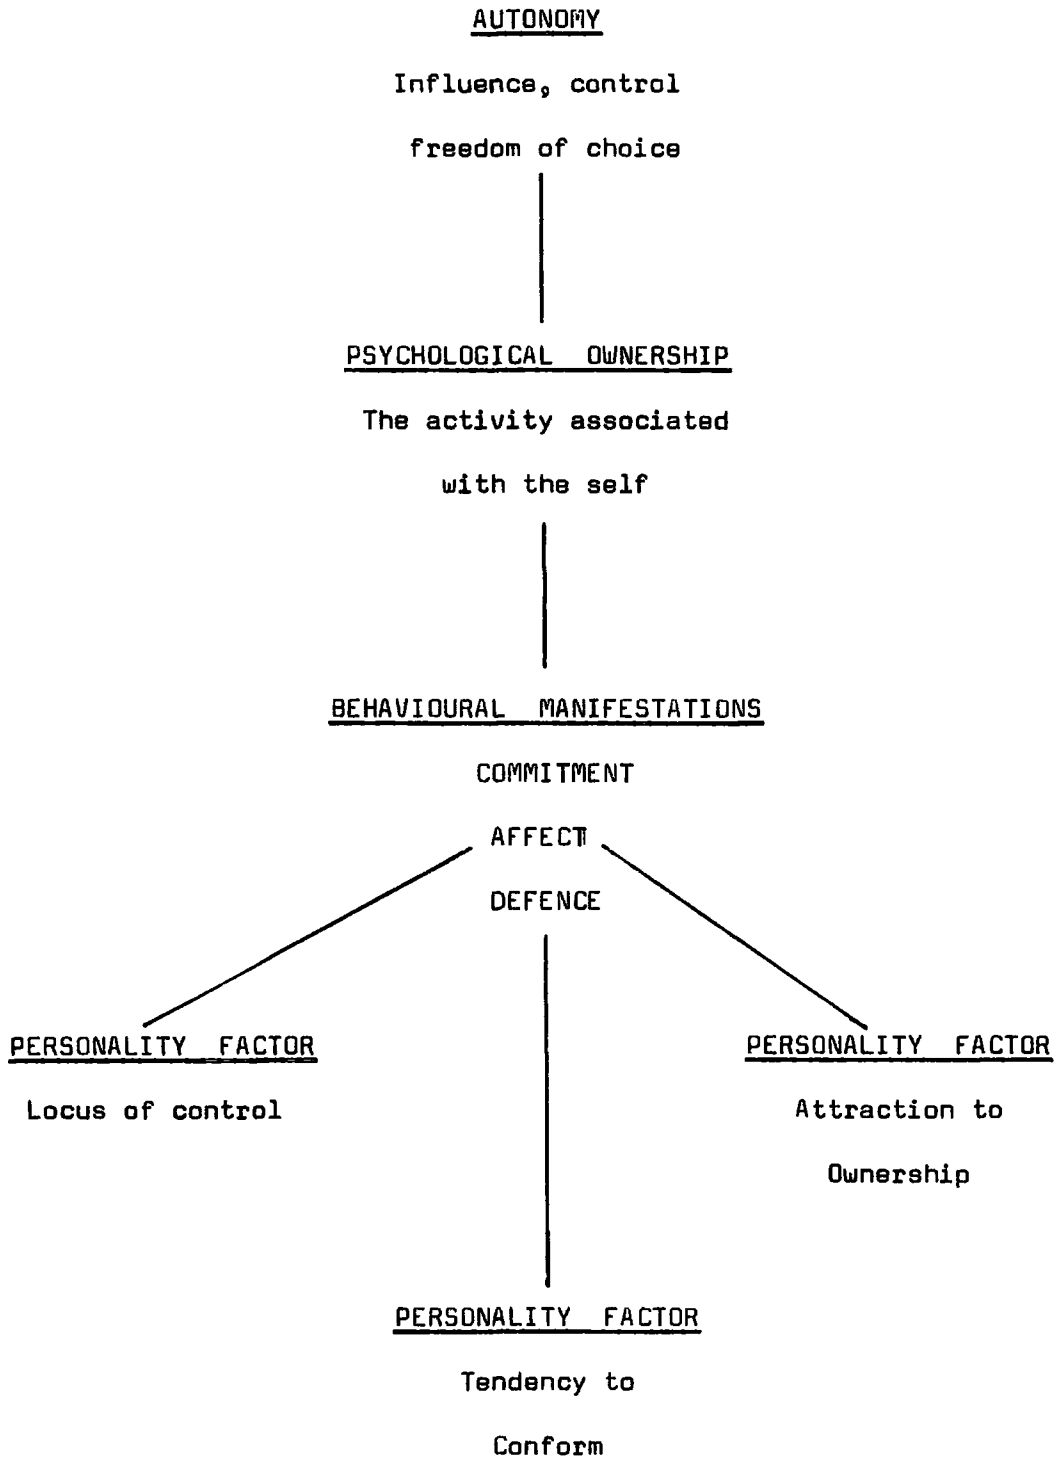 AUTONOMY
Influence, control
freedom of choice
PSYCHOLOGICAL OWNERSHIP
The activity associated
with the self
BEHAVIOURAL MANIFESTATIONS
COMMITMENT
AFFECT
DEFENCE
PERSONALITY FACTOR
Locus of control
PERSONALITY FACTOR
Attraction to
Ownership
PERSONALITY FACTOR
Tendency to
Conform